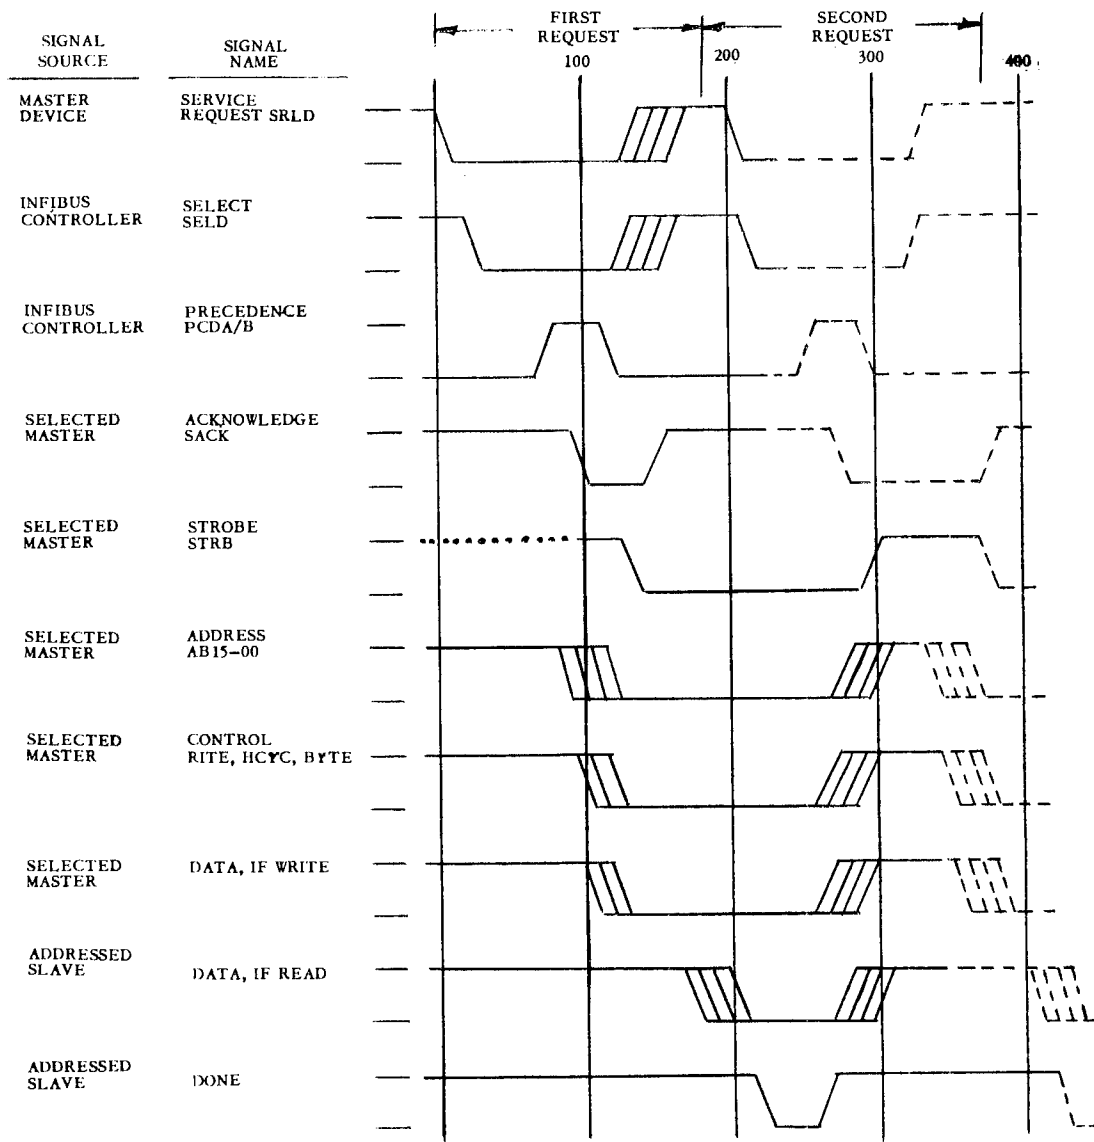 FIRST
REQUEST
SECOND
REQUEST
SIGNAL
SOURCE
SIGNAL
NAME
100
200
300
400
MASTER
DEVICE
SERVICE
REQUEST SRLD
INFIBUS
CONTROLLER
SELECT
SELD
INFIBUS
CONTROLLER
PRECEDENCE
PCDA/B
SELECTED
MASTER
ACKNOWLEDGE
SACK
SELECTED
MASTER
STROBE
STRB
SELECTED
MASTER
ADDRESS
AB15-00
SELECTED
MASTER
CONTROL
RITE, HCYC, BYTE
SELECTED
MASTER
DATA, IF WRITE
ADDRESSED
SLAVE
DATA, IF READ
ADDRESSED
SLAVE
DONE